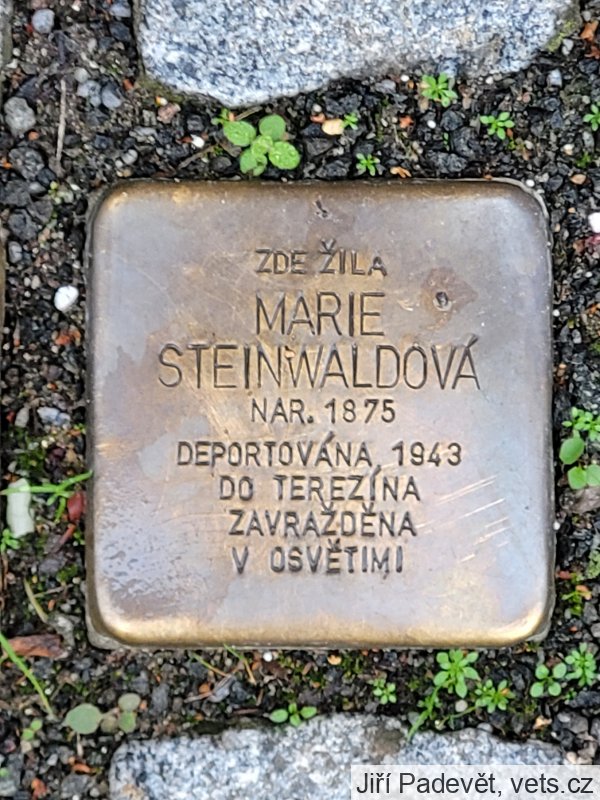 ZDE ŽILA
MARIE
STEINWALDOVÁ
NAR. 1875
DEPORTOVÁNA 1943
DO TEREZÍNA
ZAVRAŽDĚNA
V OSVĚTIMI
Jiří Padevět, vets.cz